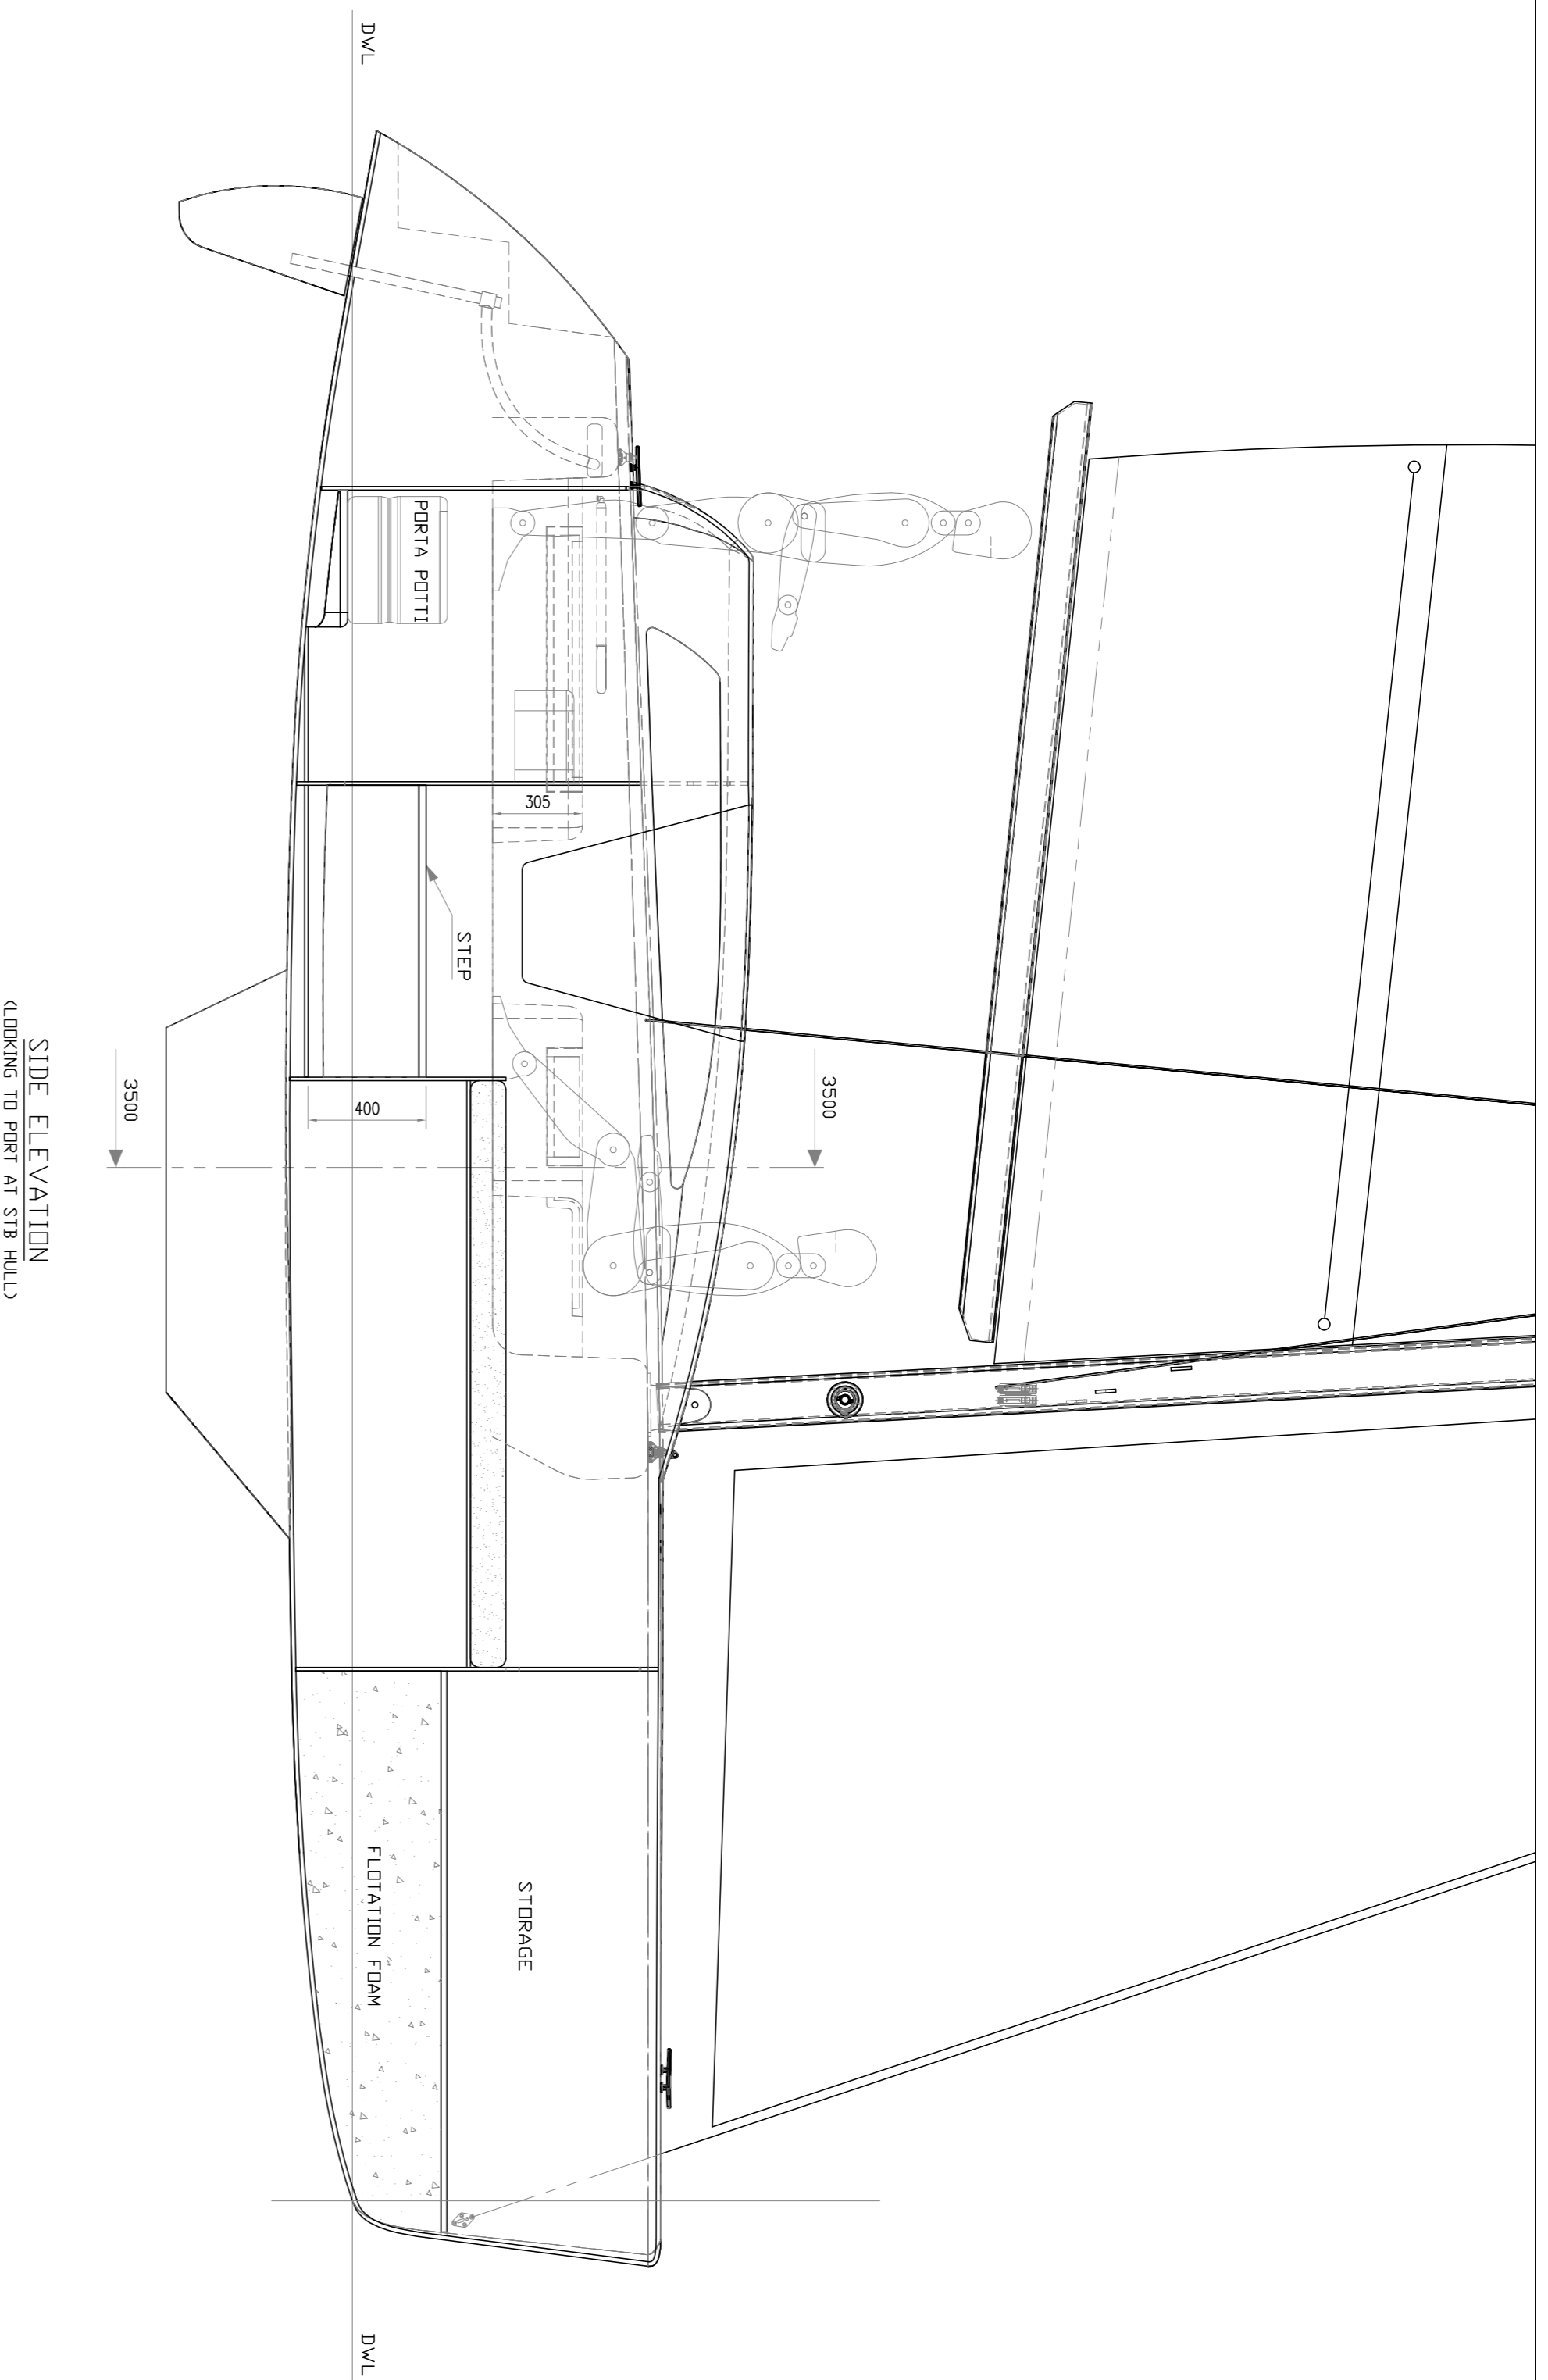 DWL
PORTA POTTI
305
STEP
3500
400
3500
STORAGE
FLOTATION FOAM
DWL
SIDE ELEVATION
(LOOKING TO PORT AT STB HULL)